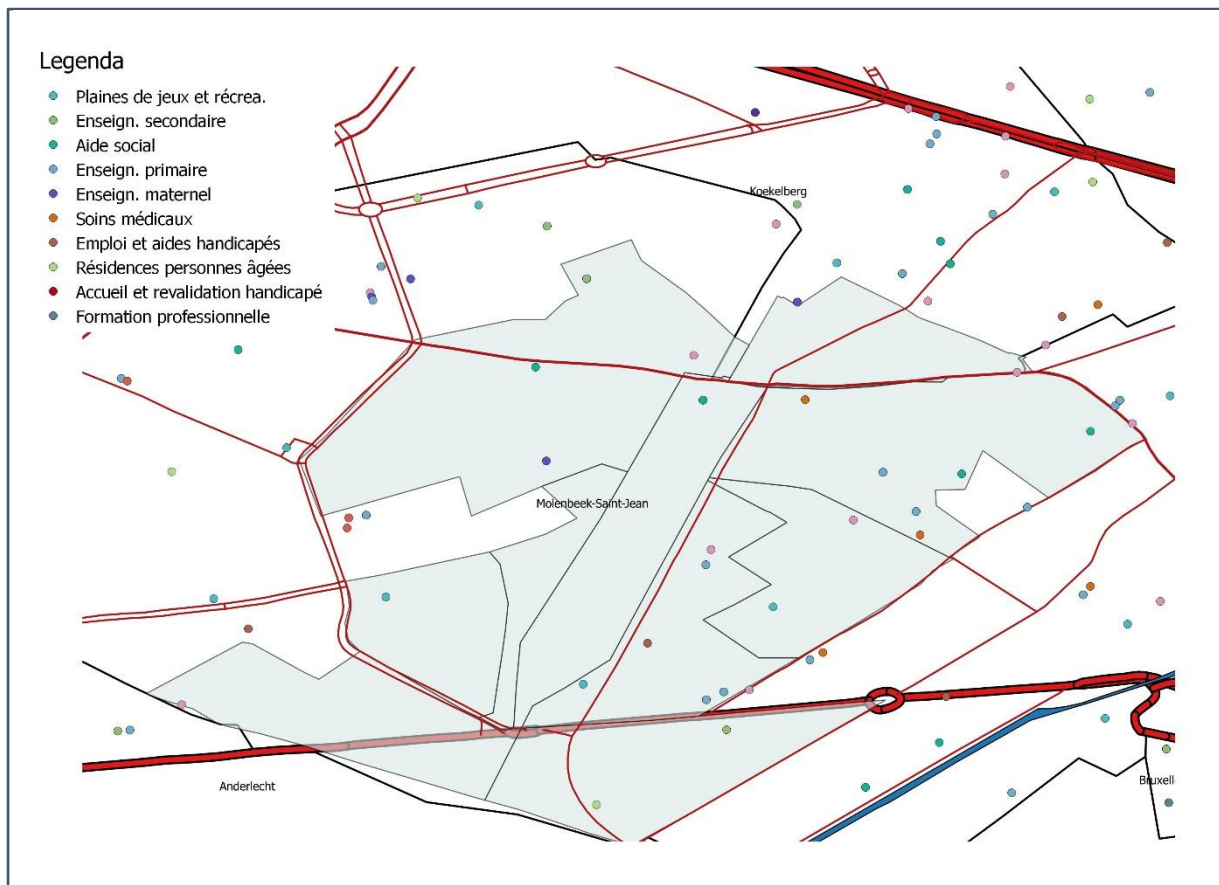 Legenda
Plaines de jeux et récrea.
Enseign. secondaire
Aide social
Enseign. primaire
Enseign. maternel
Soins médicaux
Emploi et aides handicapés
Résidences personnes âgées
Accueil et revalidation handicapé
Formation professionnelle
Koekelberg
Molenbeek-Saint-Jean
Anderlecht
Bruxelle